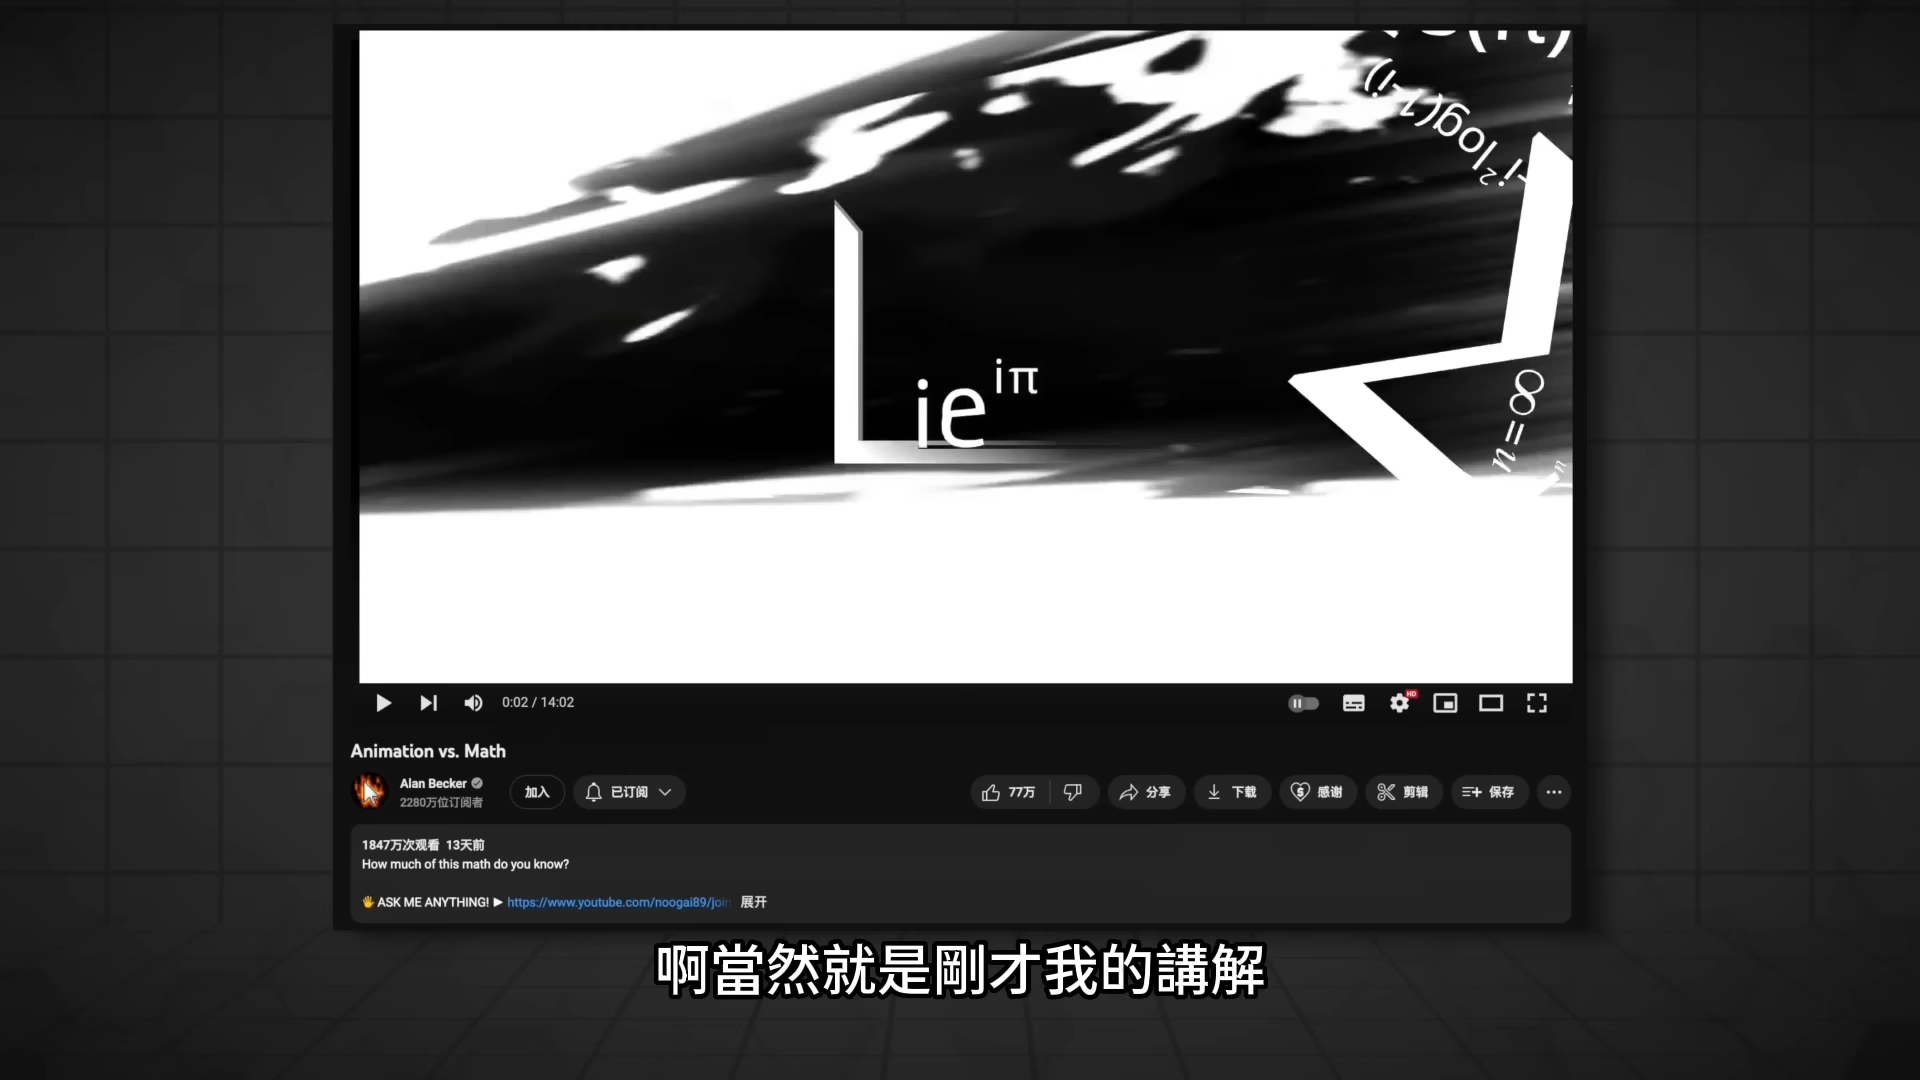 -i²log(1-i)
ie^iπ
n=∞
0:02 / 14:02
HD
Animation vs. Math
Alan Becker
2280万位订阅者
加入
已订阅
77万
分享
下载
感谢
剪辑
保存
1847万次观看 13天前
How much of this math do you know?
🖐 ASK ME ANYTHING! ► https://www.youtube.com/noogai89/join 展开
啊當然就是剛才我的講解